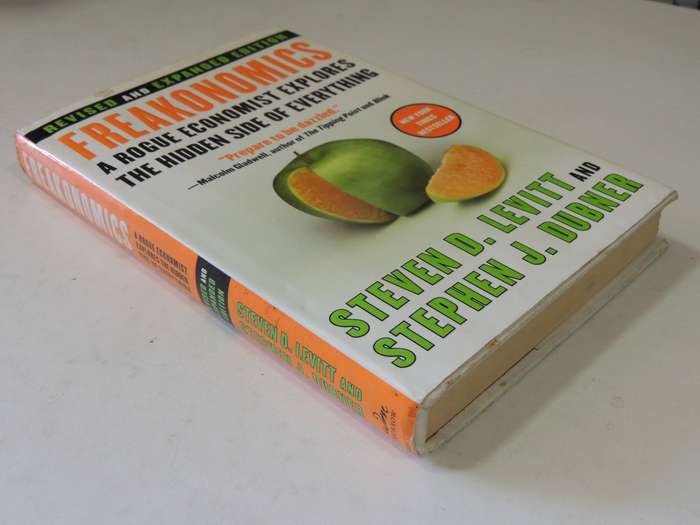 REVISED AND EXPANDED EDITION
FREAKONOMICS
A ROGUE ECONOMIST EXPLORES
THE HIDDEN SIDE OF EVERYTHING
"Prepare to be dazzled."
—Malcolm Gladwell, author of The Tipping Point and Blink
NEW YORK
TIMES
BESTSELLER
STEVEN D. LEVITT AND
STEPHEN J. DUBNER
FREAKONOMICS
A ROGUE ECONOMIST
EXPLORES THE HIDDEN
REVISED AND
EXPANDED
EDITION
STEVEN D. LEVITT AND
STEPHEN J. DUBNER